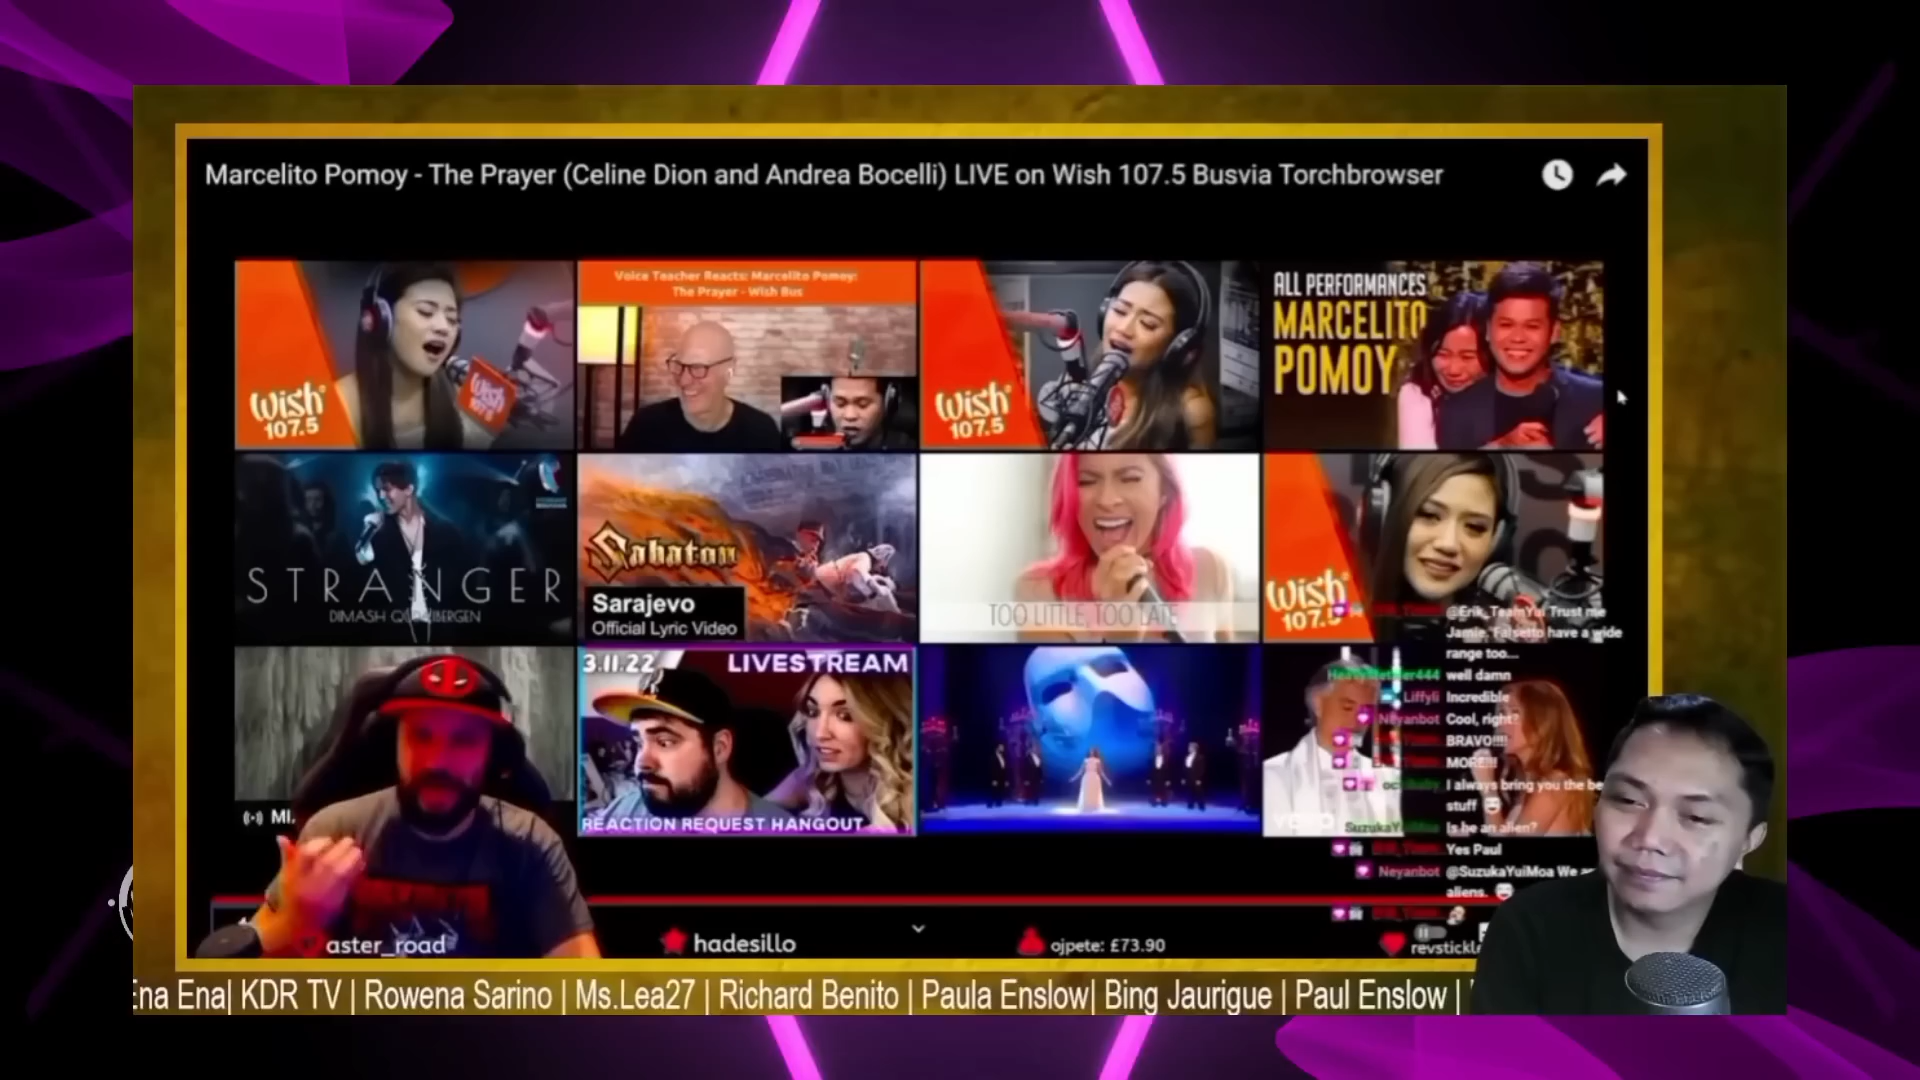 Marcelito Pomoy - The Prayer (Celine Dion and Andrea Bocelli) LIVE on Wish 107.5 Busvia Torchbrowser
wish
107.5
Voice Teacher Reacts: Marcelito Pomoy:
The Prayer - Wish Bus
wish
107.5
ALL PERFORMANCES
MARCELITO
POMOY
STRANGER
DIMASH
Sabaton
Sarajevo
Official Lyric Video
TOO LITTLE, TOO LATE
wish
107.5
@Erik_TeamYui Trust me
Jamie. Falsetto have a wide
range too...
well damn
Liffyli Incredible
Neyanbot Cool, right?
BRAVO!!!!
MORE!!!
I always bring you the be
stuff
Is he an alien?
Yes Paul
Neyanbot @SuzukaYuiMoa We a
aliens.
MI.
3.11.22
LIVESTREAM
REACTION REQUEST HANGOUT
aster_road
hadesillo
ojpete: £73.90
revstickle
Ena Ena| KDR TV | Rowena Sarino | Ms.Lea27 | Richard Benito | Paula Enslow| Bing Jaurigue | Paul Enslow |